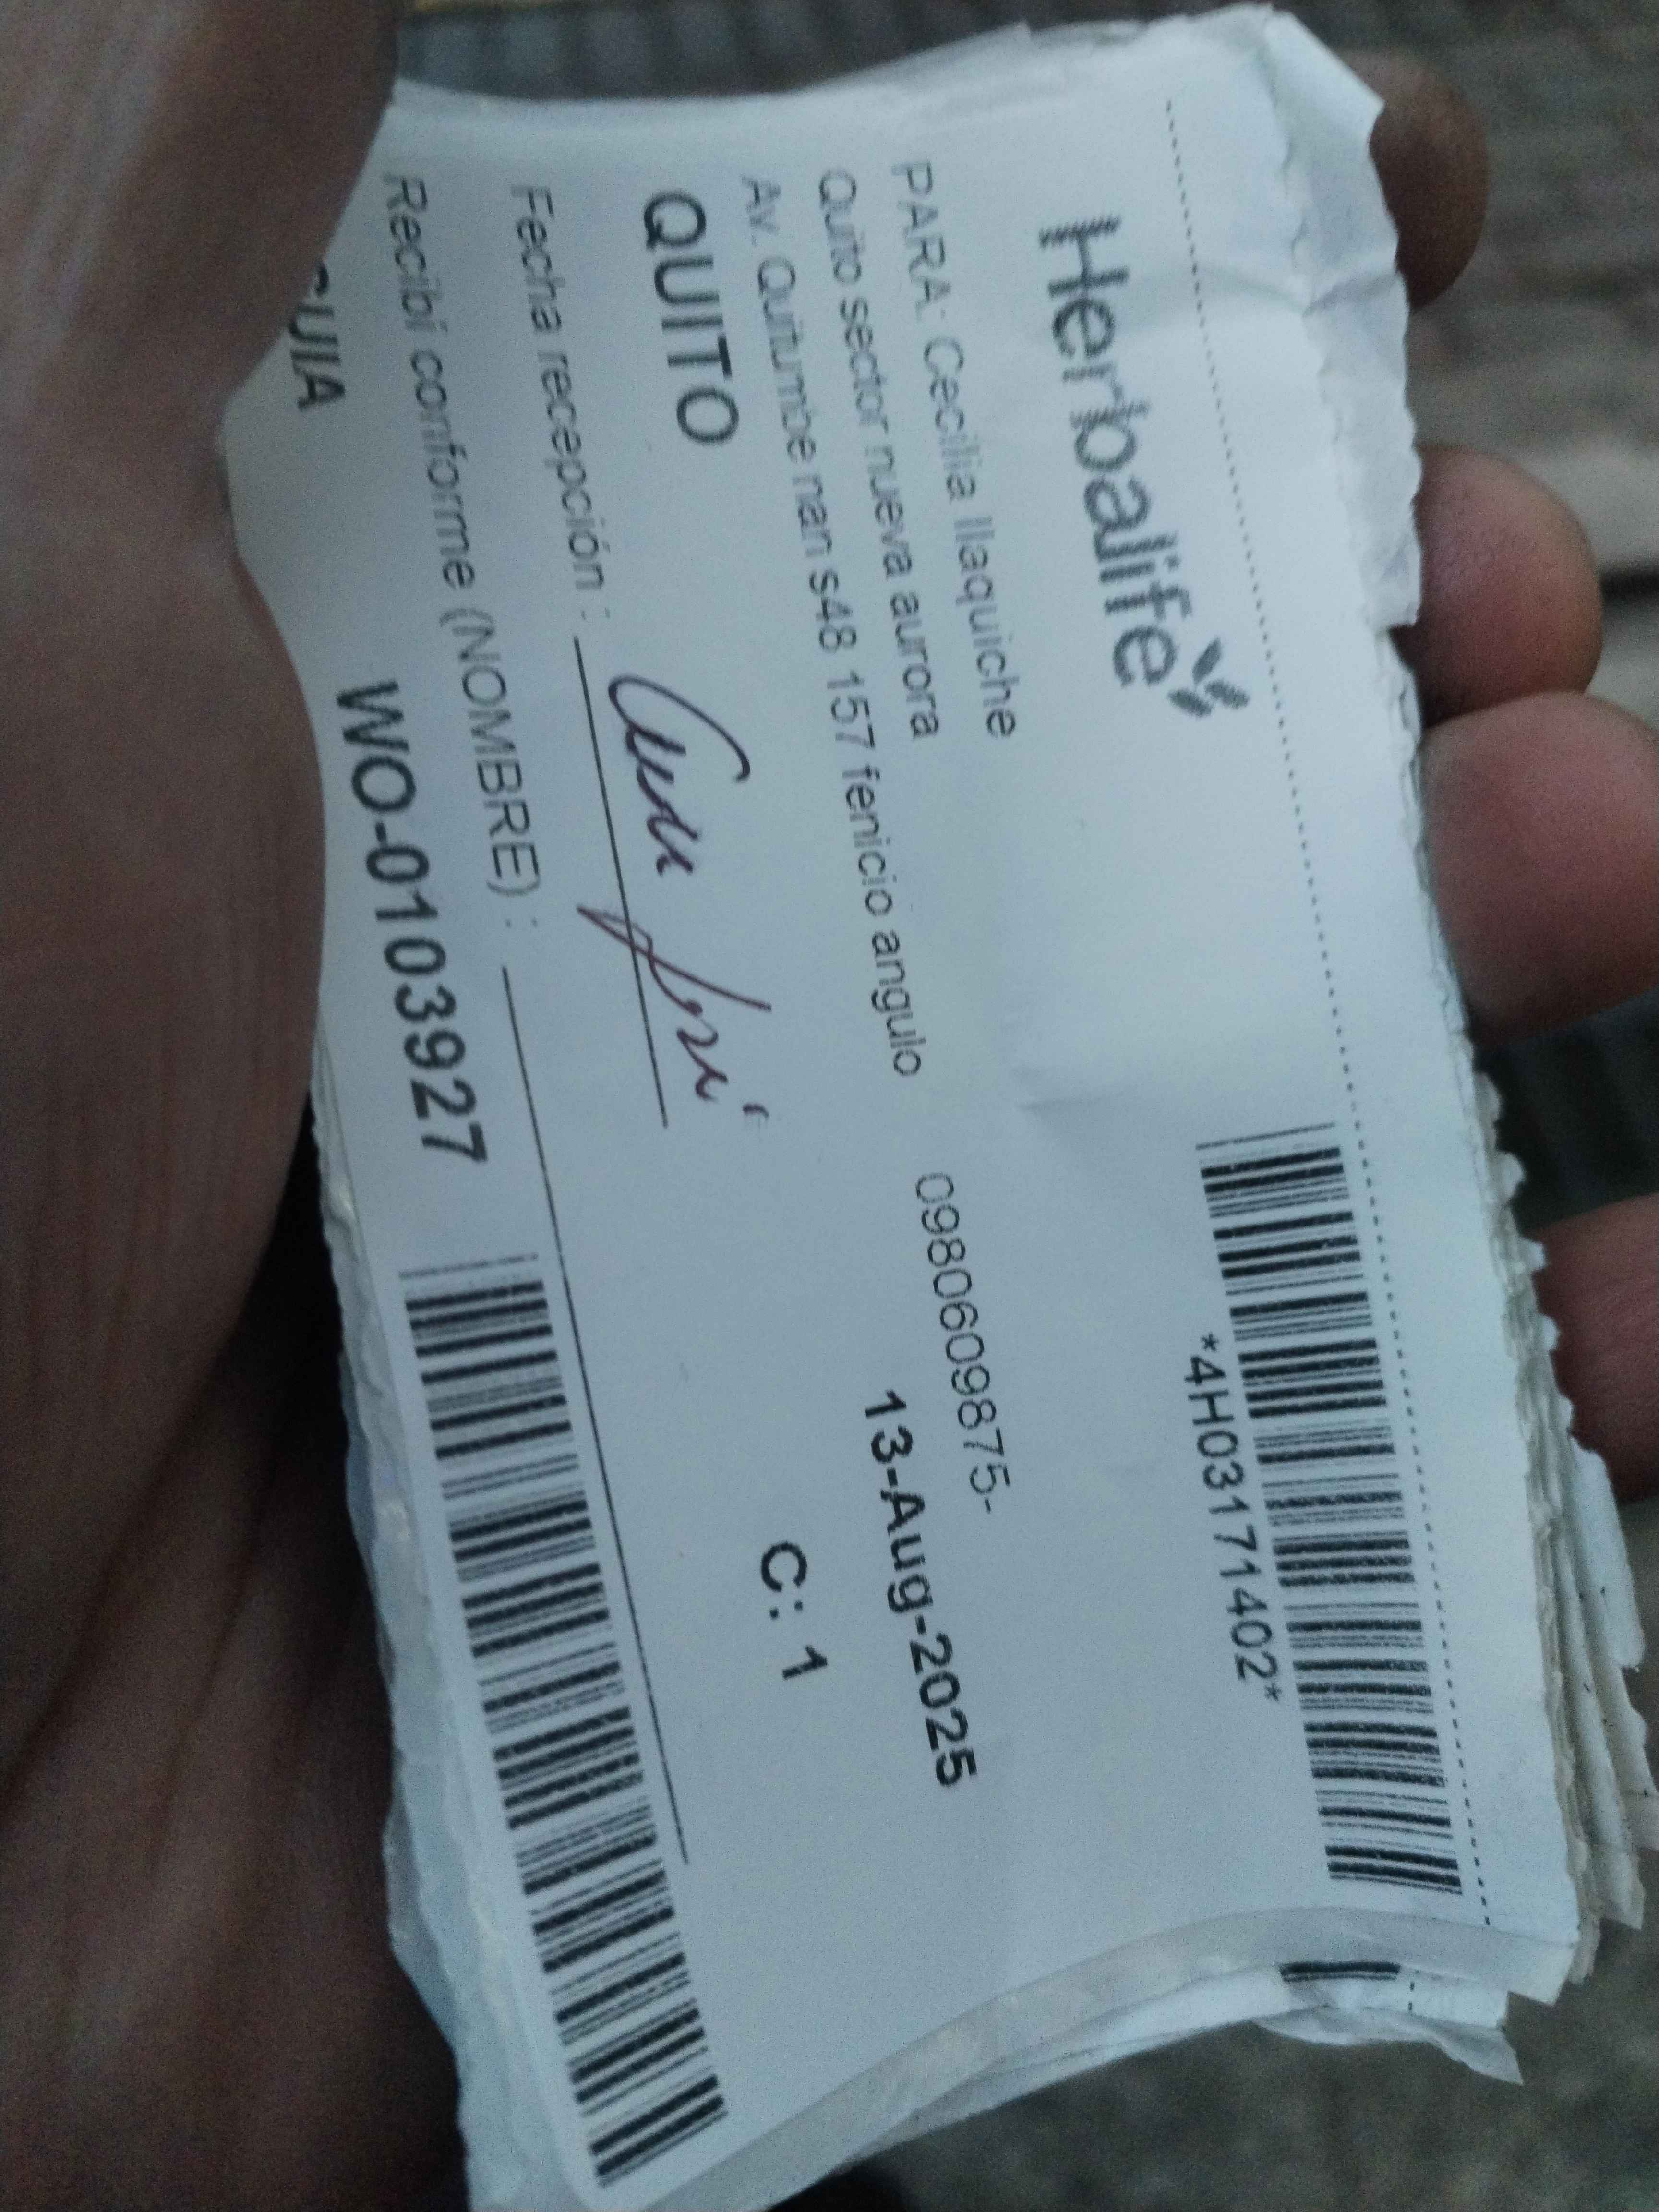 Herbalife
*4H03171402*
PARA: Cecilia llaquiche
Quito sector nueva aurora
0980609875-
Av. Quitumbe nan s48 157 fenicio angulo
13-Aug-2025
QUITO
C: 1
Fecha recepción :
Recibí conforme (NOMBRE) :
WO-0103927